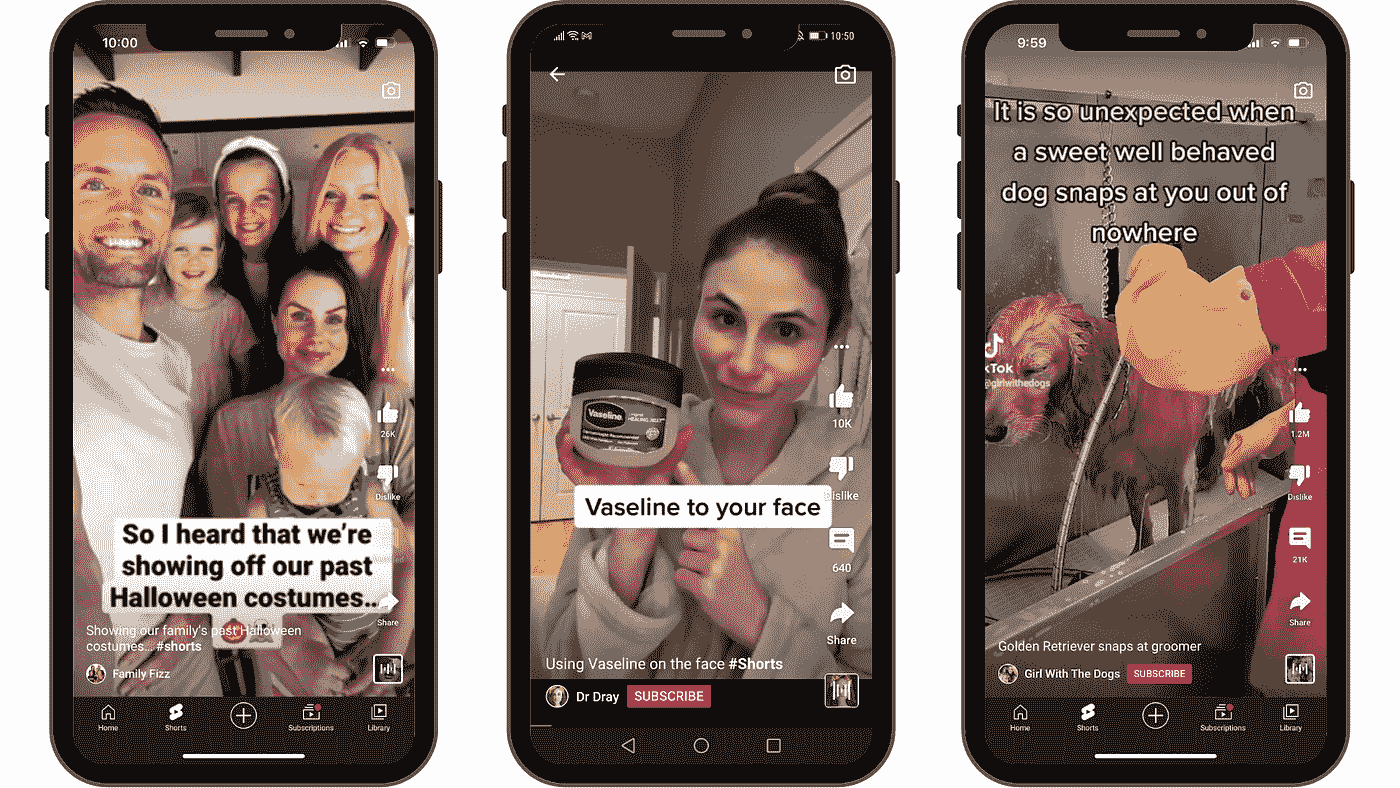 10:00
So I heard that we're
showing off our past
Halloween costumes...
26K
Dislike
Share
Showing our family's past Halloween
costumes... #shorts
Family Fizz
Home
Shorts
Subscriptions
Library
10:50
Vaseline
HEALING JELLY
Vaseline to your face
10K
Dislike
640
Share
Using Vaseline on the face #Shorts
Dr Dray
SUBSCRIBE
9:59
It is so unexpected when
a sweet well behaved
dog snaps at you out of
nowhere
kTok
@girlwithedogs
1.2M
Dislike
21K
Share
Golden Retriever snaps at groomer
Girl With The Dogs
SUBSCRIBE
Home
Shorts
Subscriptions
Library